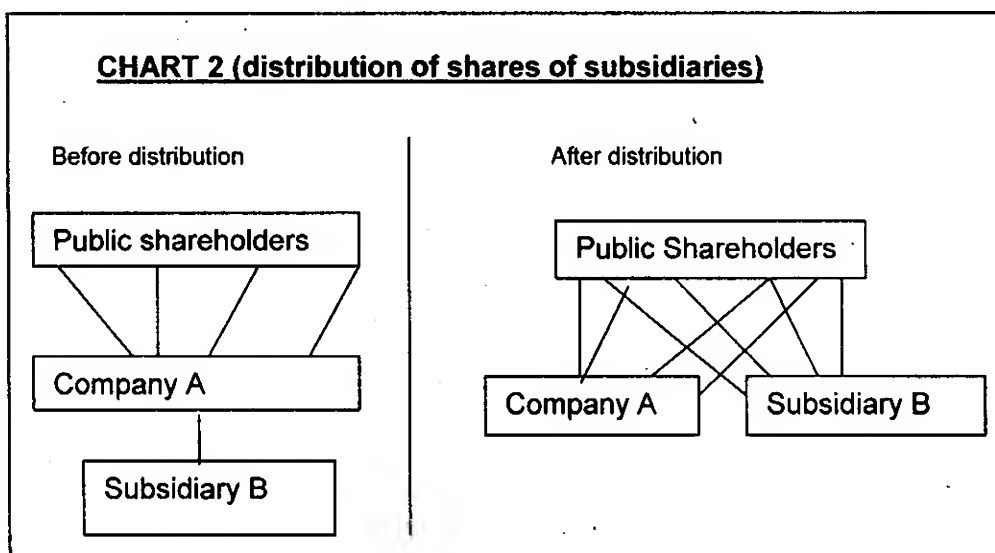 CHART 2 (distribution of shares of subsidiaries)
Before distribution
Public shareholders
Company A
Subsidiary B
After distribution
Public Shareholders
Company A
Subsidiary B